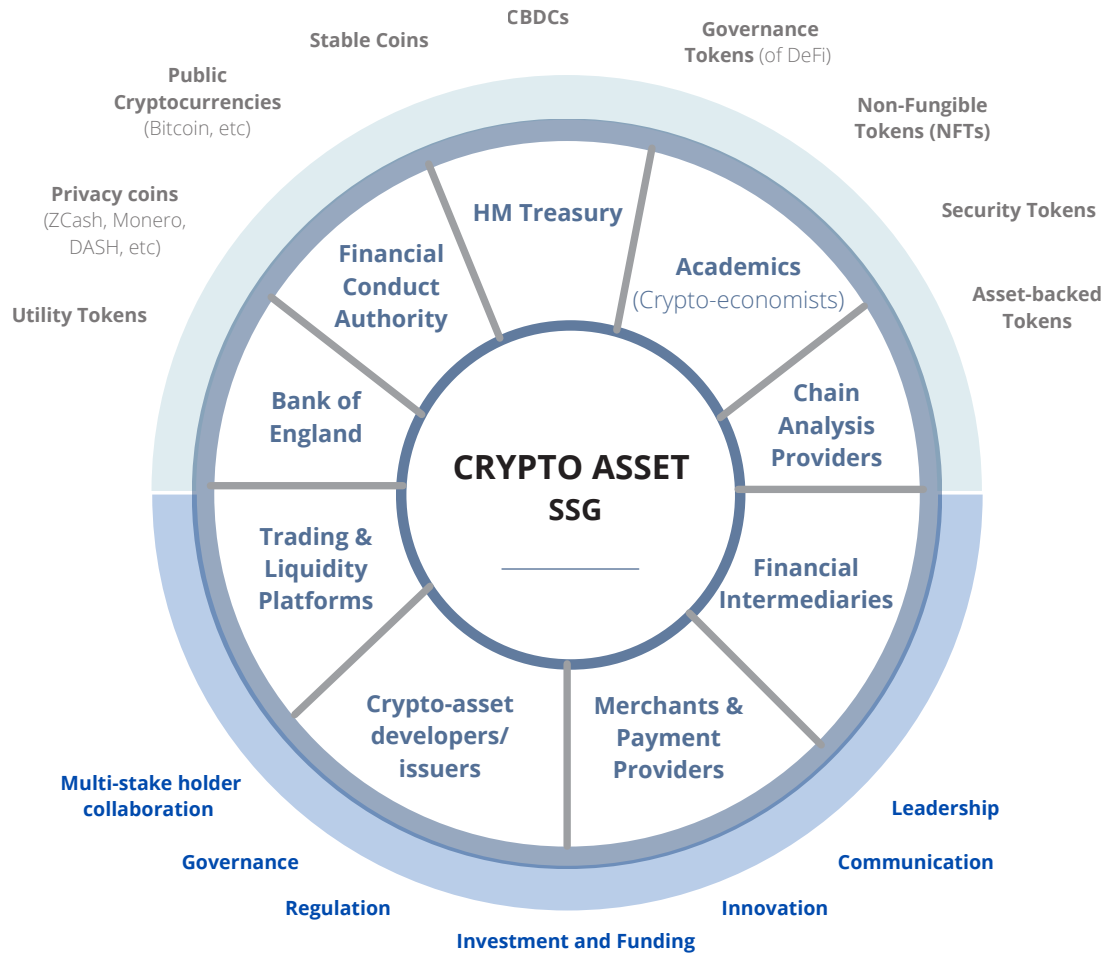 CBDCs
Stable Coins
Governance
Tokens (of DeFi)
Public
Cryptocurrencies
(Bitcoin, etc)
Non-Fungible
Tokens (NFTs)
Privacy coins
(ZCash, Monero,
DASH, etc)
Security Tokens
Utility Tokens
Asset-backed
Tokens
HM Treasury
Financial
Conduct
Authority
Academics
(Crypto-economists)
Bank of
England
Chain
Analysis
Providers
CRYPTO ASSET
SSG
Trading &
Liquidity
Platforms
Financial
Intermediaries
Crypto-asset
developers/
issuers
Merchants &
Payment
Providers
Multi-stake holder
collaboration
Leadership
Governance
Communication
Regulation
Innovation
Investment and Funding